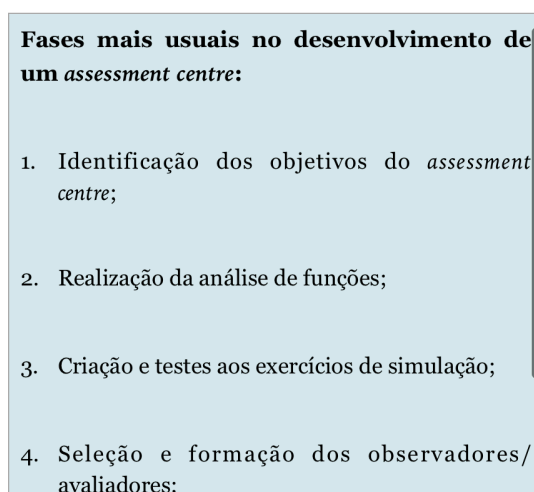 Fases mais usuais no desenvolvimento de
um assessment centre:
1. Identificação dos objetivos do assessment
centre;
2. Realização da análise de funções;
3. Criação e testes aos exercícios de simulação;
4. Seleção e formação dos observadores/
avaliadores;